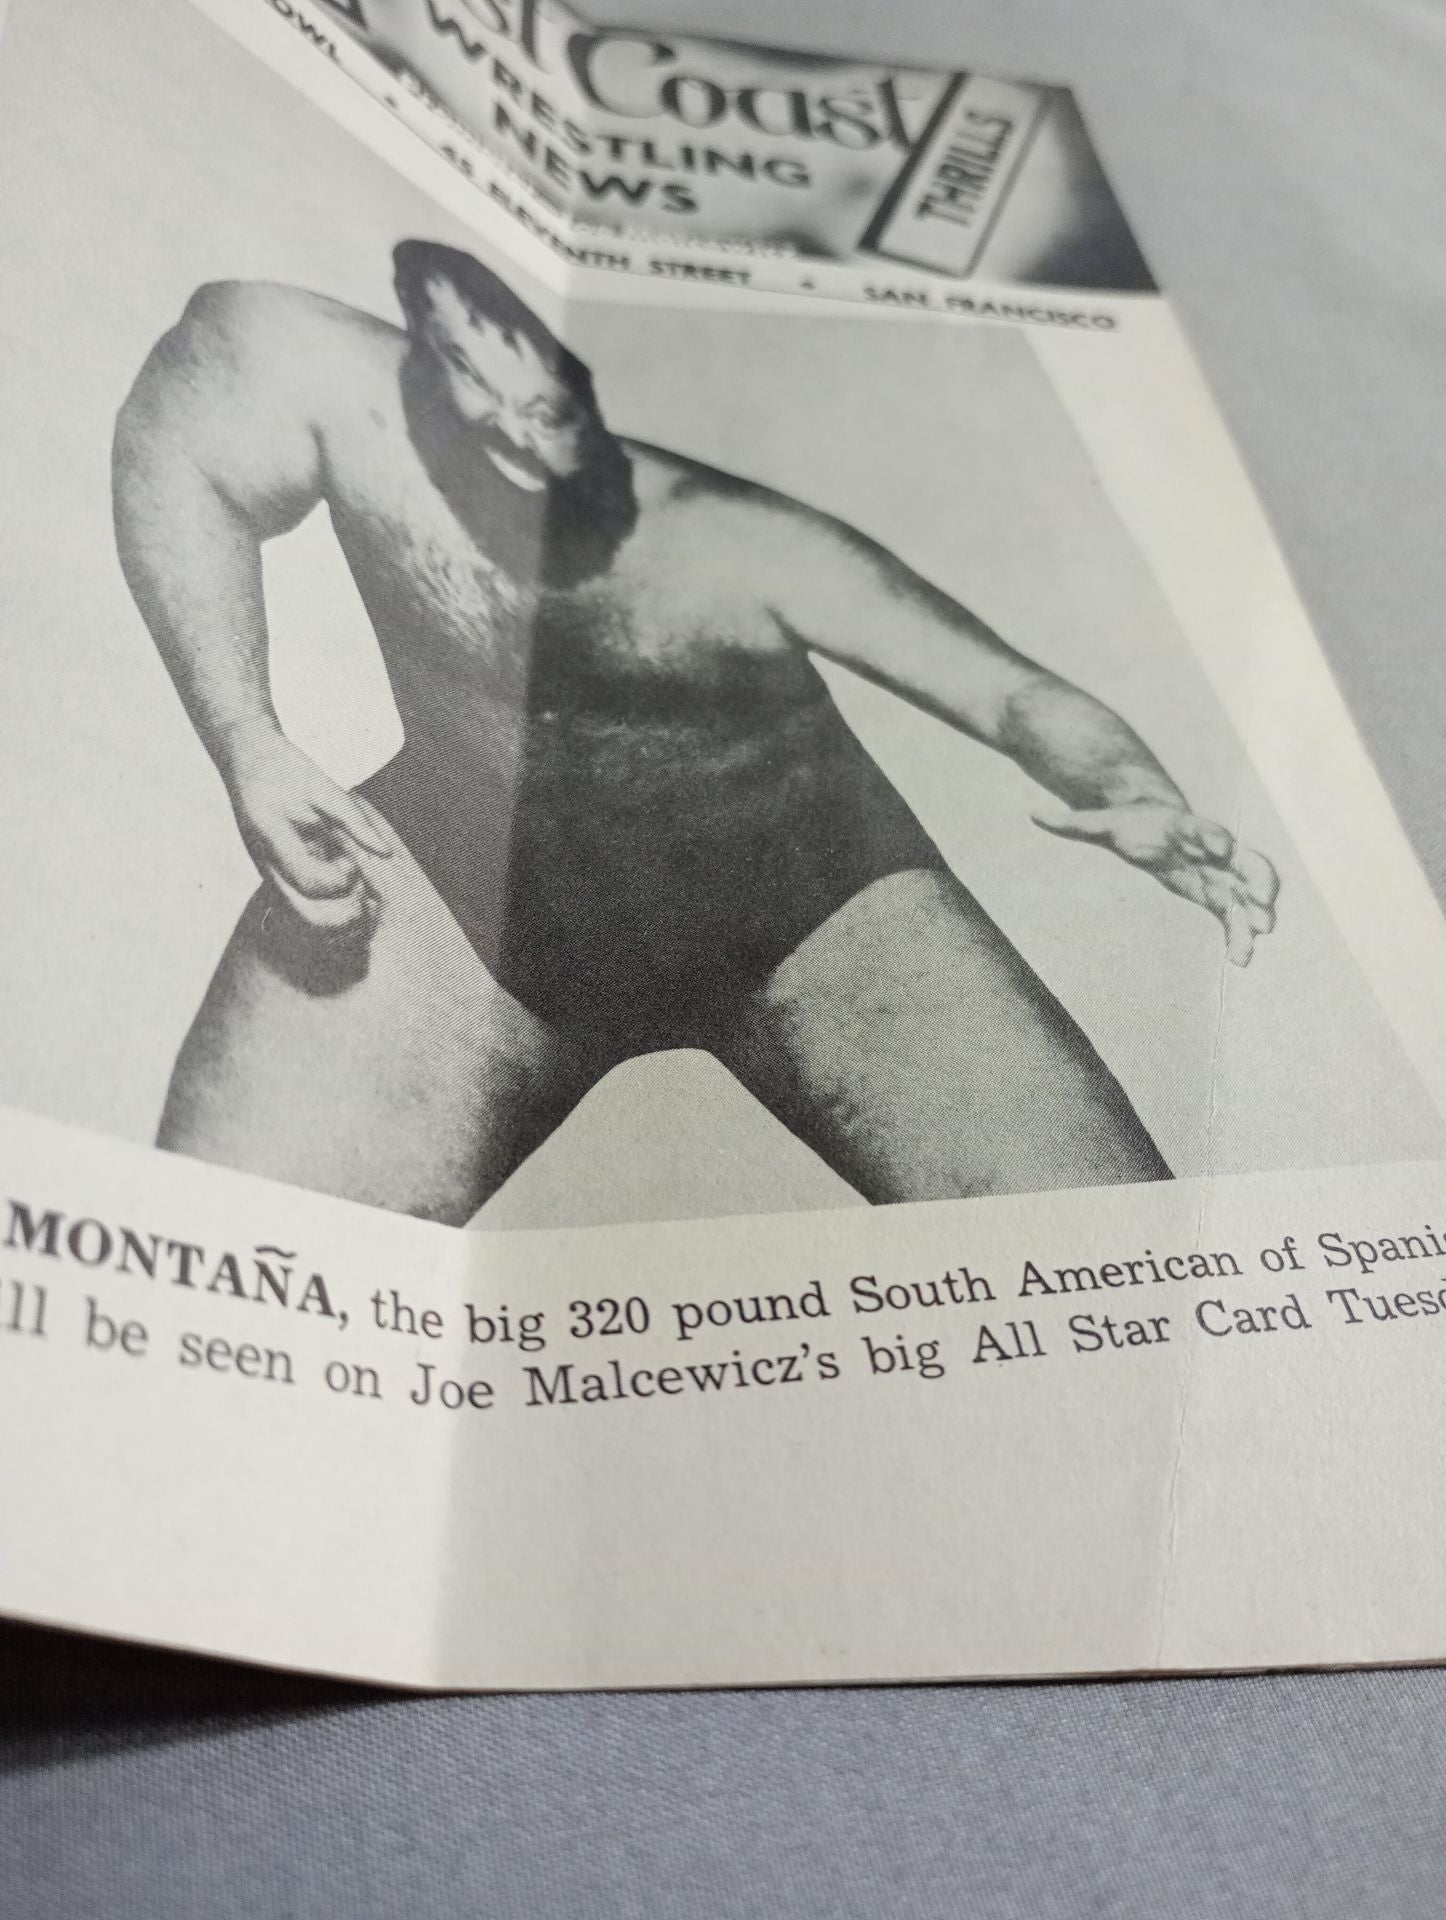 Coast
WRESTLING
NEWS
THRILLS
45 STREET • SAN FRANCISCO
MONTAÑA, the big 320 pound South American of
be seen on Joe Malcewicz's big All Star Card